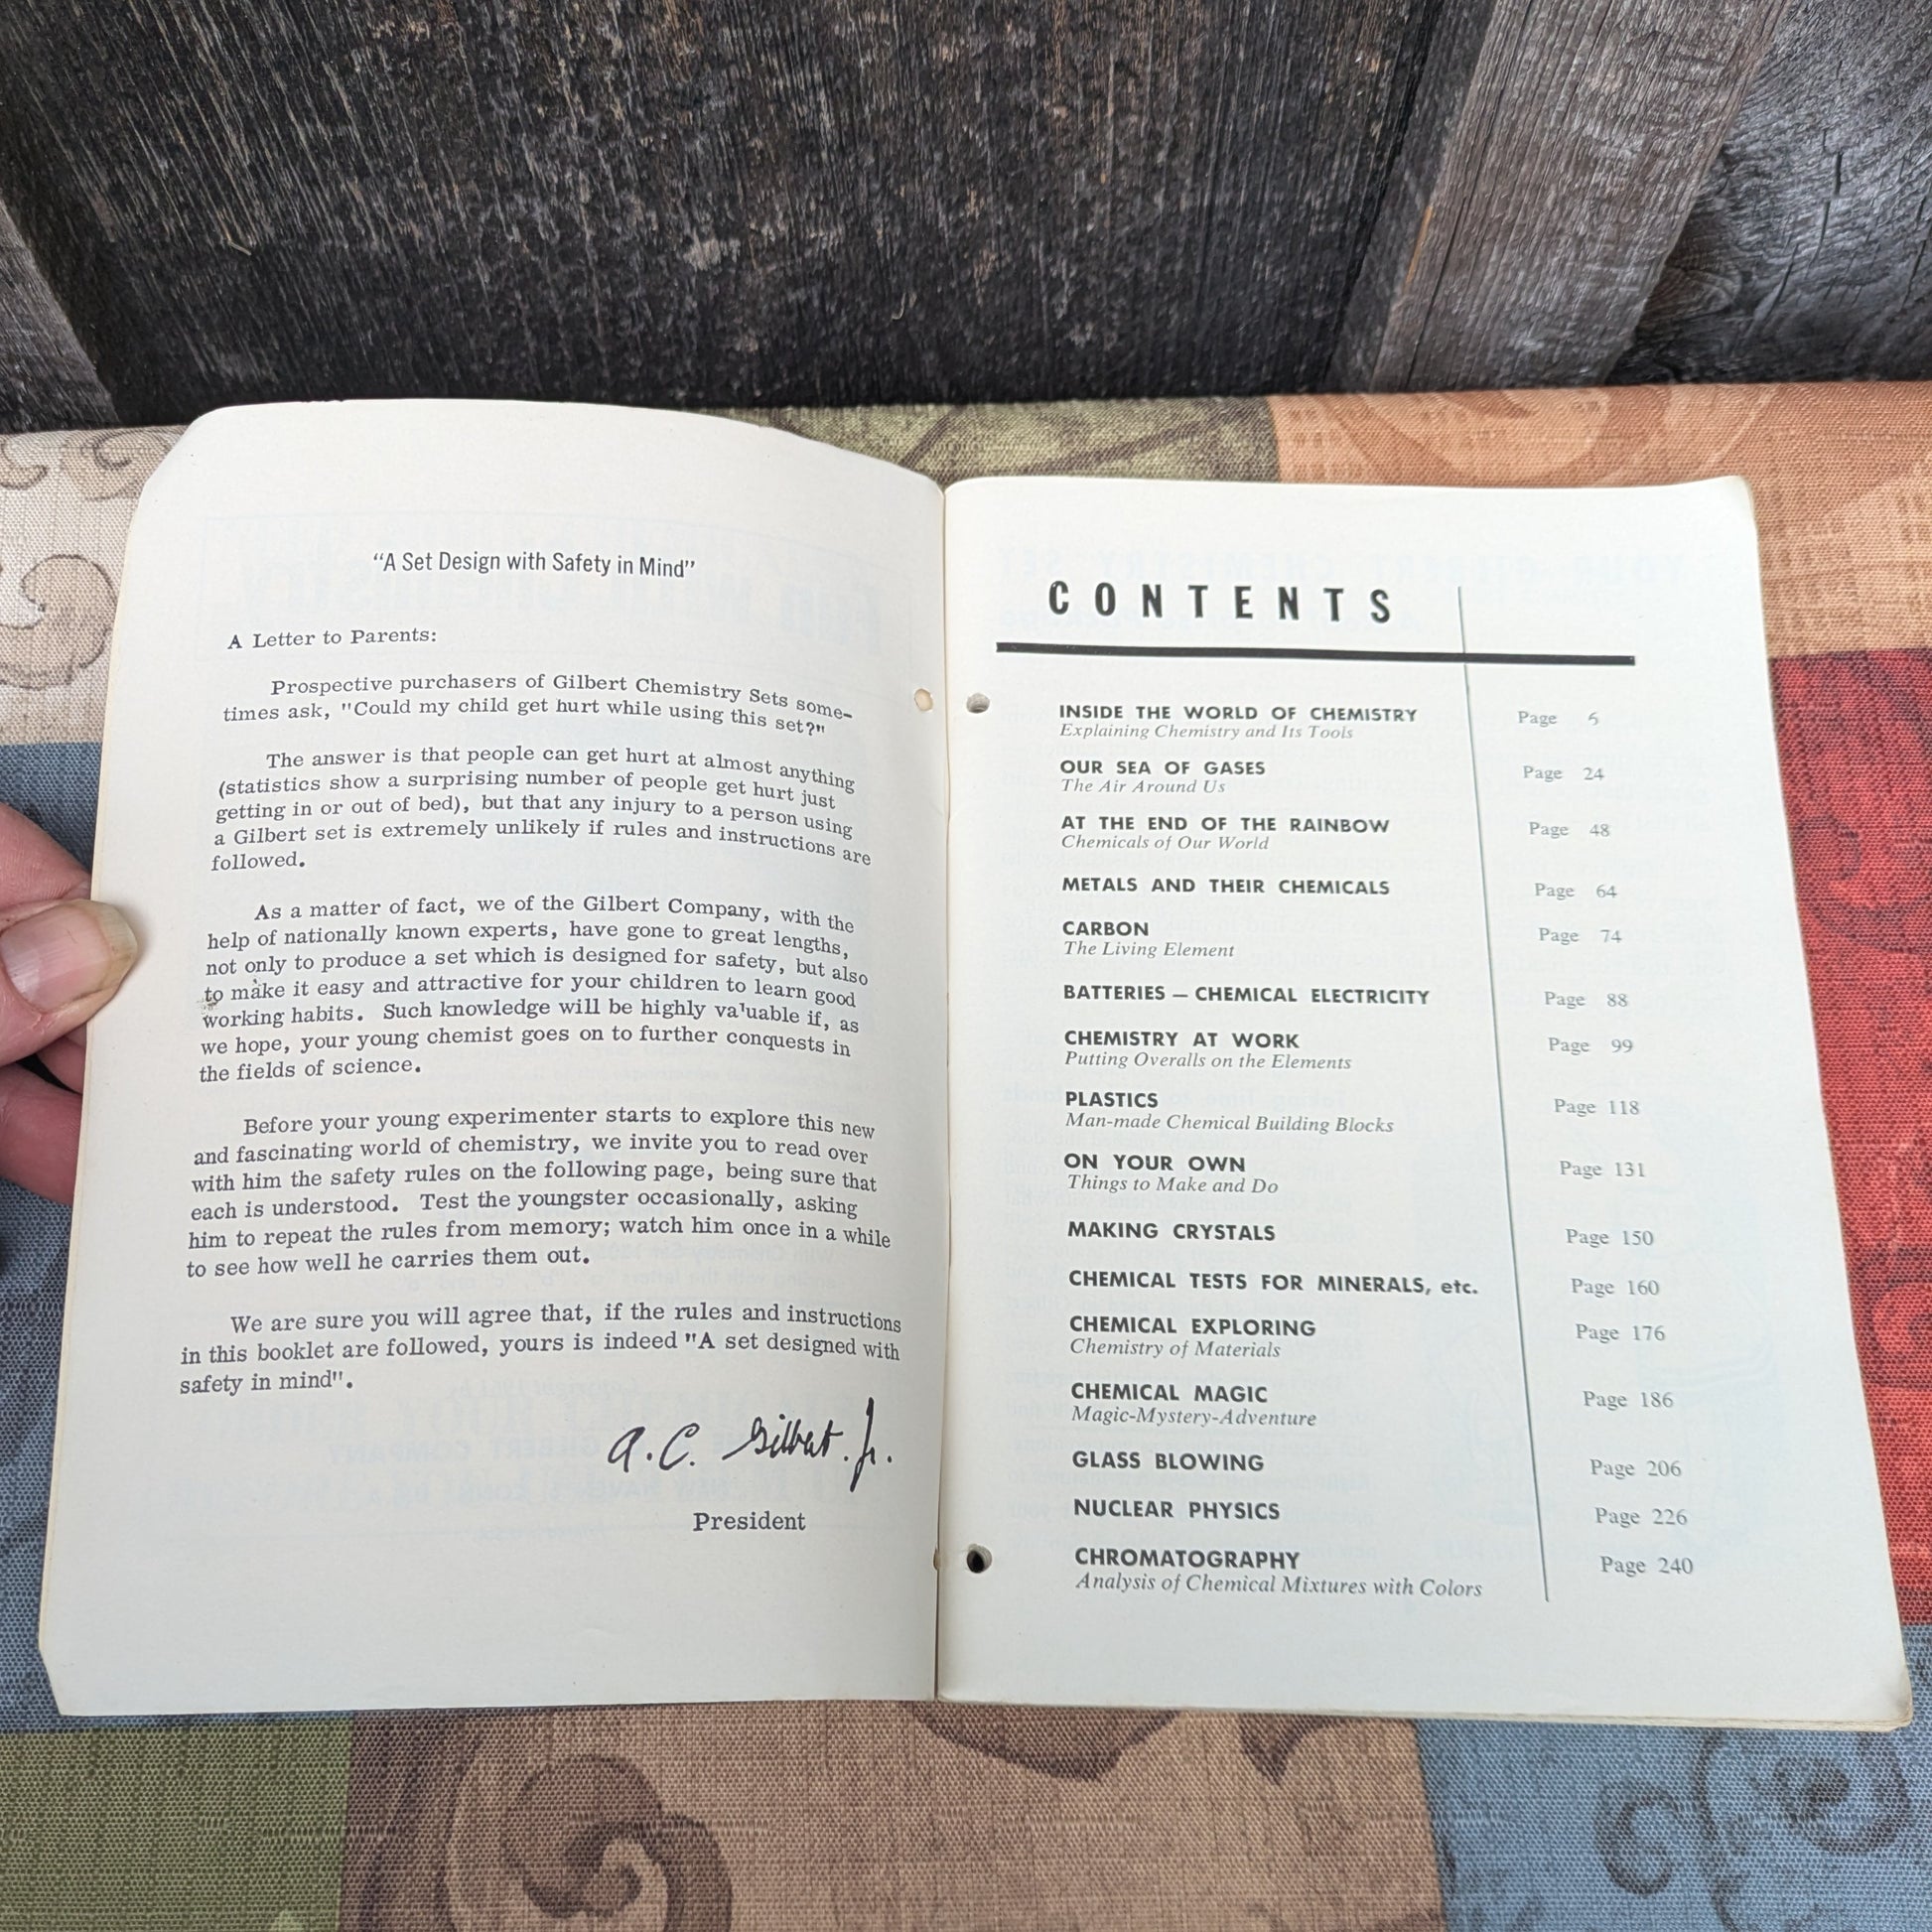 “A Set Design with Safety in Mind”
A Letter to Parents:
Prospective purchasers of Gilbert Chemistry Sets some-
times ask, "Could my child get hurt while using this set?"
The answer is that people can get hurt at almost anything
(statistics show a surprising number of people get hurt just
getting in or out of bed), but that any injury to a person using
a Gilbert set is extremely unlikely if rules and instructions are
followed.
As a matter of fact, we of the Gilbert Company, with the
help of nationally known experts, have gone to great lengths,
not only to produce a set which is designed for safety, but also
to make it easy and attractive for your children to learn good
working habits. Such knowledge will be highly va'uable if, as
we hope, your young chemist goes on to further conquests in
the fields of science.
Before your young experimenter starts to explore this new
and fascinating world of chemistry, we invite you to read over
with him the safety rules on the following page, being sure that
each is understood. Test the youngster occasionally, asking
him to repeat the rules from memory; watch him once in a while
to see how well he carries them out.
We are sure you will agree that, if the rules and instructions
in this booklet are followed, yours is indeed "A set designed with
safety in mind".
A.C. Gilbert. Jr.
President
CONTENTS
INSIDE THE WORLD OF CHEMISTRY Page 6
Explaining Chemistry and Its Tools
OUR SEA OF GASES Page 24
The Air Around Us
AT THE END OF THE RAINBOW Page 48
Chemicals of Our World
METALS AND THEIR CHEMICALS Page 64
CARBON Page 74
The Living Element
BATTERIES — CHEMICAL ELECTRICITY Page 88
CHEMISTRY AT WORK Page 99
Putting Overalls on the Elements
PLASTICS Page 118
Man-made Chemical Building Blocks
ON YOUR OWN Page 131
Things to Make and Do
MAKING CRYSTALS Page 150
CHEMICAL TESTS FOR MINERALS, etc. Page 160
CHEMICAL EXPLORING Page 176
Chemistry of Materials
CHEMICAL MAGIC Page 186
Magic-Mystery-Adventure
GLASS BLOWING Page 206
NUCLEAR PHYSICS Page 226
CHROMATOGRAPHY Page 240
Analysis of Chemical Mixtures with Colors